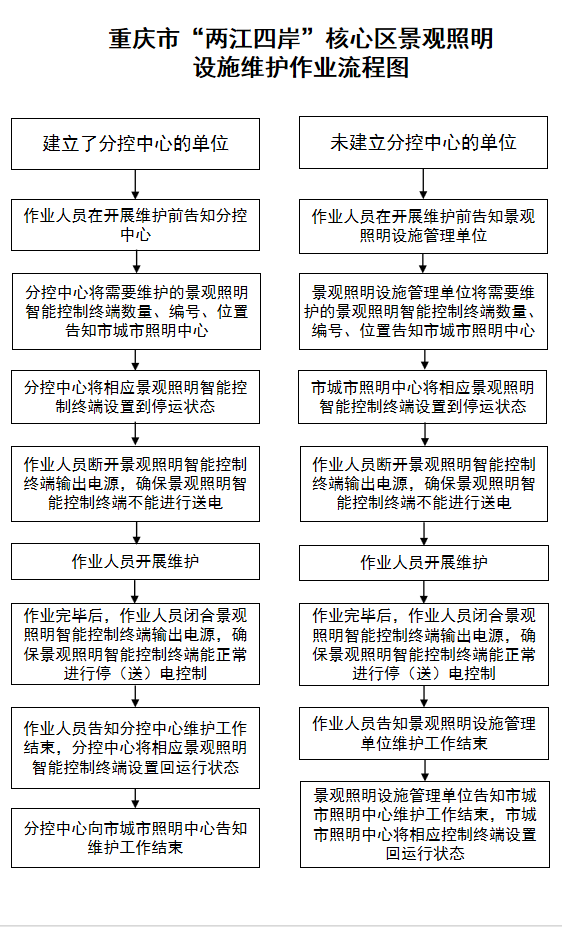 重庆市“两江四岸”核心区景观照明
设施维护作业流程图
建立了分控中心的单位
作业人员在开展维护前告知分控
中心
分控中心将需要维护的景观照明
智能控制终端数量、编号、位置
告知市城市照明中心
分控中心将相应景观照明智能控
制终端设置到停运状态
作业人员断开景观照明智能控制
终端输出电源，确保景观照明智
能控制终端不能进行送电
作业人员开展维护
作业完毕后，作业人员闭合景观
照明智能控制终端输出电源，确
保景观照明智能控制终端能正常
进行停（送）电控制
作业人员告知分控中心维护工作
结束，分控中心将相应景观照明
智能控制终端设置回运行状态
分控中心向市城市照明中心告知
维护工作结束
未建立分控中心的单位
作业人员在开展维护前告知景观
照明设施管理单位
景观照明设施管理单位将需要维
护的景观照明智能控制终端数量、
编号、位置告知市城市照明中心
市城市照明中心将相应景观照明
智能控制终端设置到停运状态
作业人员断开景观照明智能控制
终端输出电源，确保景观照明智
能控制终端不能进行送电
作业人员开展维护
作业完毕后，作业人员闭合景观
照明智能控制终端输出电源，确
保景观照明智能控制终端能正常
进行停（送）电控制
作业人员告知景观照明设施管理
单位维护工作结束
景观照明设施管理单位告知市城
市照明中心维护工作结束，市城
市照明中心将相应控制终端设置
回运行状态